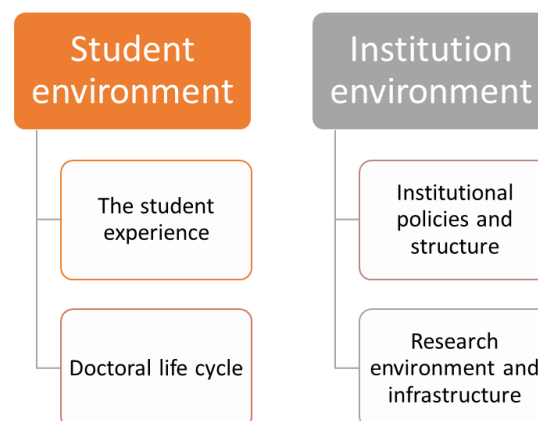 Student
environment
The student
experience
Doctoral life cycle
Institution
environment
Institutional
policies and
structure
Research
environment and
infrastructure